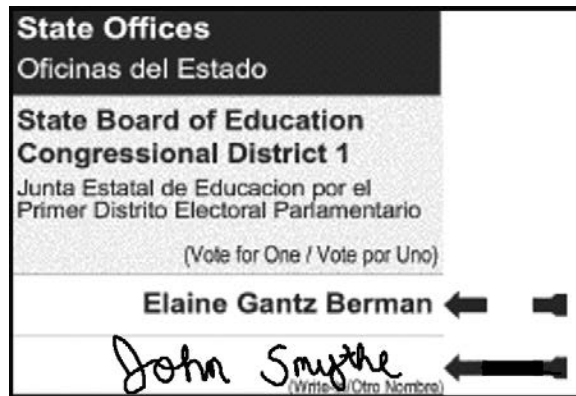 State Offices
Oficinas del Estado
State Board of Education
Congressional District 1
Junta Estatal de Educacion por el
Primer Distrito Electoral Parlamentario
(Vote for One / Vote por Uno)
Elaine Gantz Berman
John Smythe
(Write-In/Otro Nombre)